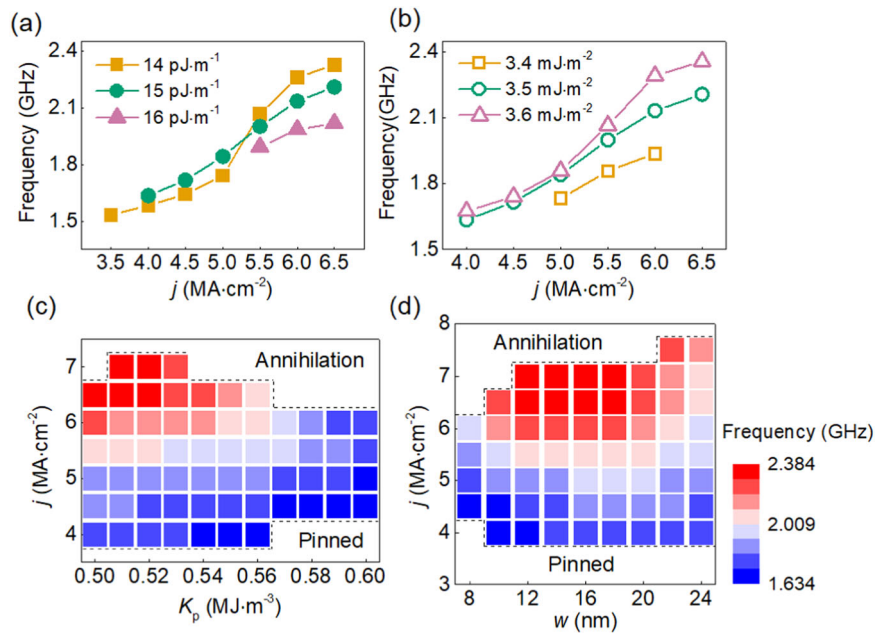 (a)
Frequency (GHz)
2.4
2.1
1.8
1.5
14 pJ·m⁻¹
15 pJ·m⁻¹
16 pJ·m⁻¹
3.5 4.0 4.5 5.0 5.5 6.0 6.5
j (MA·cm⁻²)
(b)
Frequency(GHz)
2.4
2.1
1.8
1.5
3.4 mJ·m⁻²
3.5 mJ·m⁻²
3.6 mJ·m⁻²
4.0 4.5 5.0 5.5 6.0 6.5
j (MA·cm⁻²)
(c)
j (MA·cm⁻²)
7
6
5
4
Annihilation
Pinned
0.50 0.52 0.54 0.56 0.58 0.60
Kₚ (MJ·m⁻³)
(d)
j (MA·cm⁻²)
8
7
6
5
4
3
Annihilation
Pinned
8 12 16 20 24
w (nm)
Frequency (GHz)
2.384
2.009
1.634